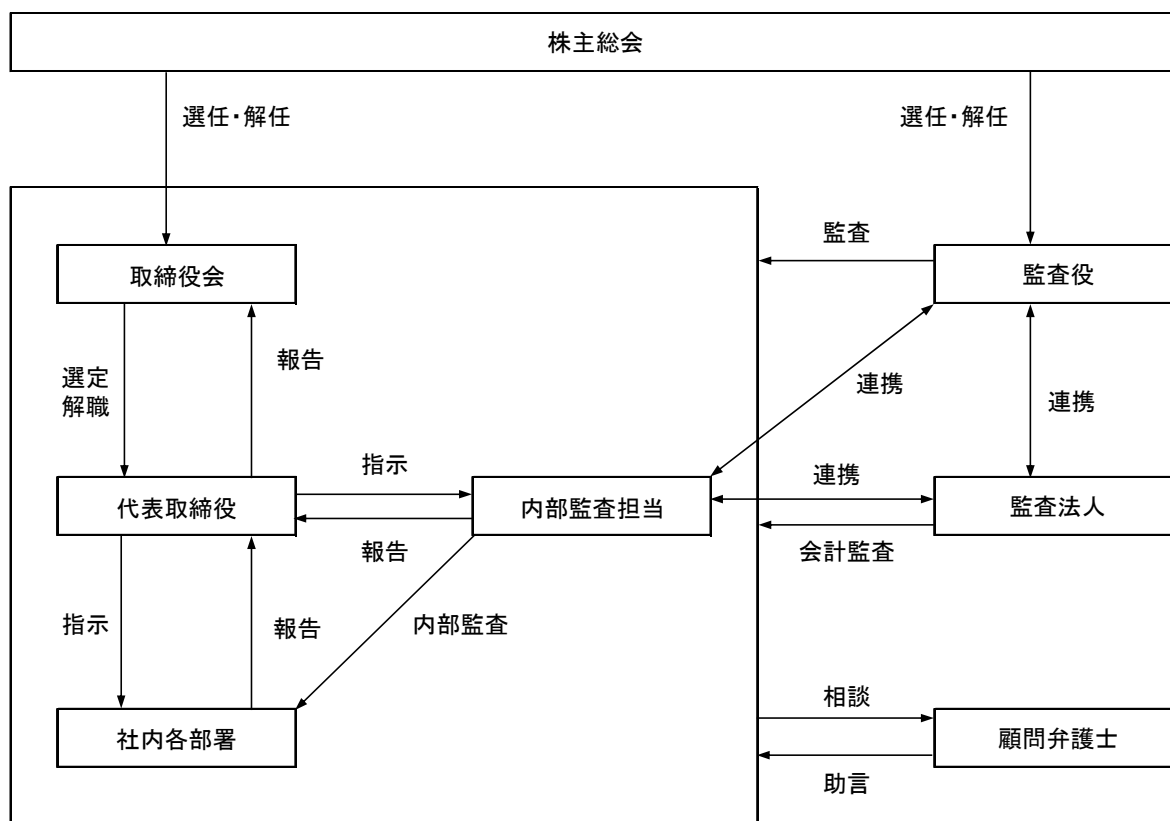 株主総会
選任・解任
選任・解任
監査
取締役会
監査役
報告
選定
解職
連携
連携
指示
連携
代表取締役
内部監査担当
監査法人
報告
会計監査
指示
報告
内部監査
相談
社内各部署
顧問弁護士
助言